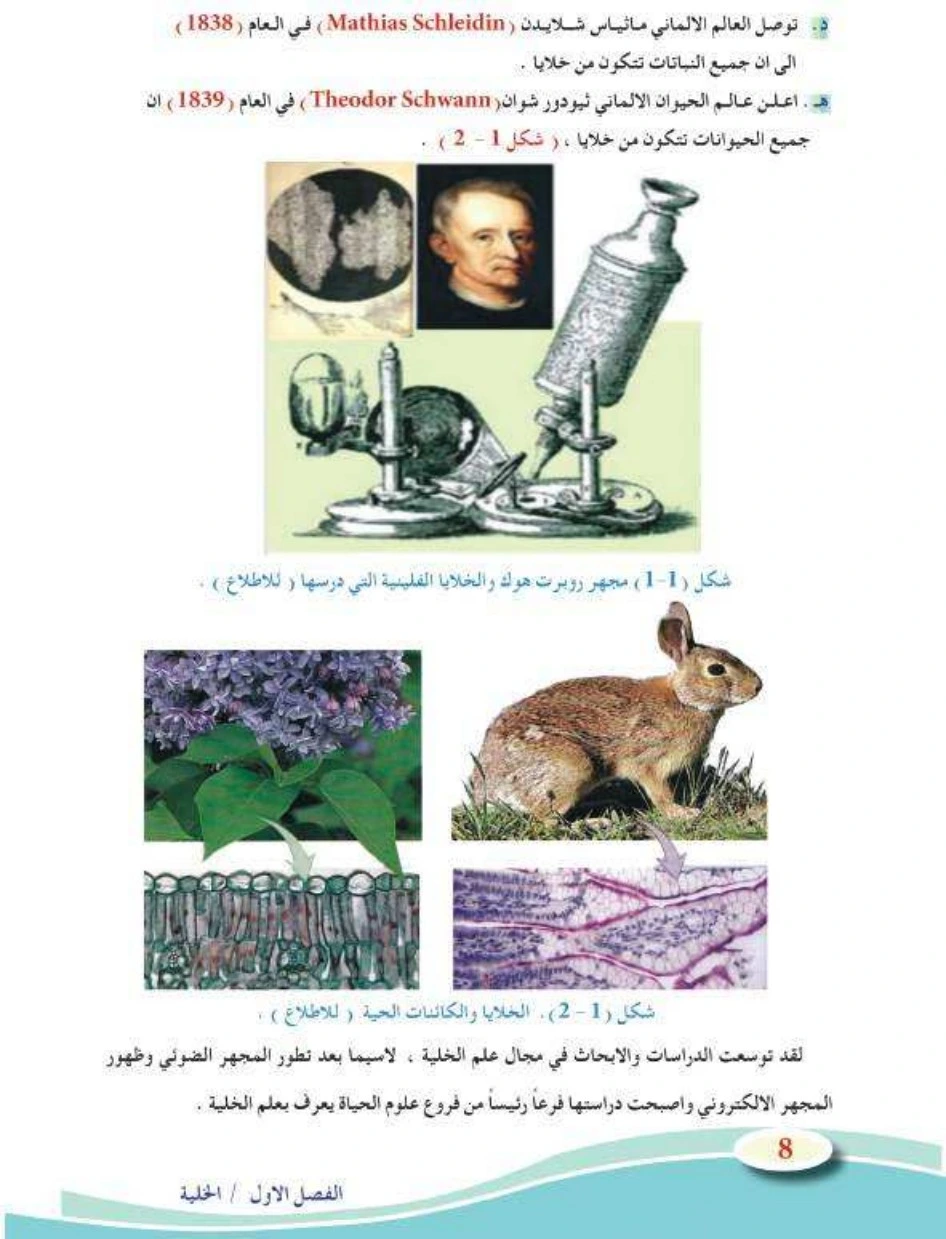 د. توصل العالم الالماني ماثياس شلايدن (Mathias Schleidin) في العام (1838)
الى ان جميع النباتات تتكون من خلايا .
هـ . اعلن عالم الحيوان الالماني ثيودور شوان (Theodor Schwann) في العام (1839) ان
جميع الحيوانات تتكون من خلايا ، ( شكل 1 - 2 ) .
شكل (1-1) مجهر روبرت هوك والخلايا الفلينية التي درسها ( للاطلاع ) .
شكل (1 - 2). الخلايا والكائنات الحية ( للاطلاع ) .
لقد توسعت الدراسات والابحاث في مجال علم الخلية ، لاسيما بعد تطور المجهر الضوئي وظهور
المجهر الالكتروني واصبحت دراستها فرعاً رئيساً من فروع علوم الحياة يعرف بعلم الخلية .
8
الفصل الاول / الخلية